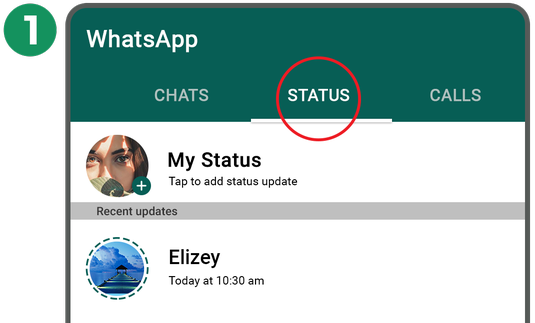 1
WhatsApp
CHATS STATUS CALLS
My Status
Tap to add status update
Recent updates
Elizey
Today at 10:30 am